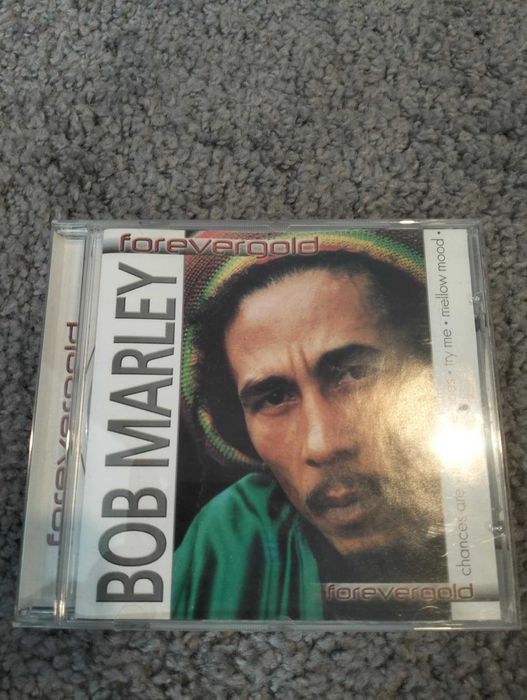 forevergold
forevergold
BOB MARLEY
chances are
try me • mellow mood •
forevergold